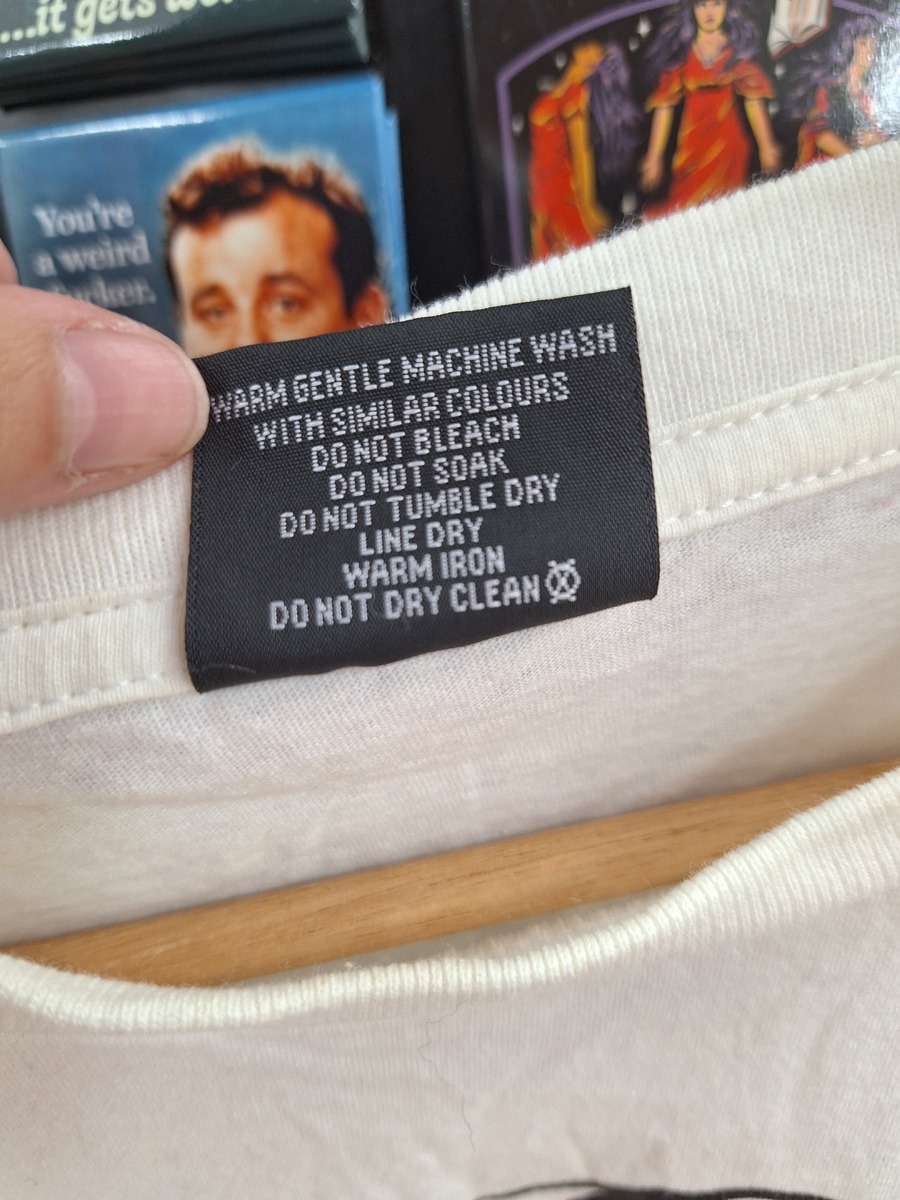 ...it gets
You're
a weird
WARM GENTLE MACHINE WASH
WITH SIMILAR COLOURS
DO NOT BLEACH
DO NOT SOAK
DO NOT TUMBLE DRY
LINE DRY
WARM IRON
DO NOT DRY CLEAN